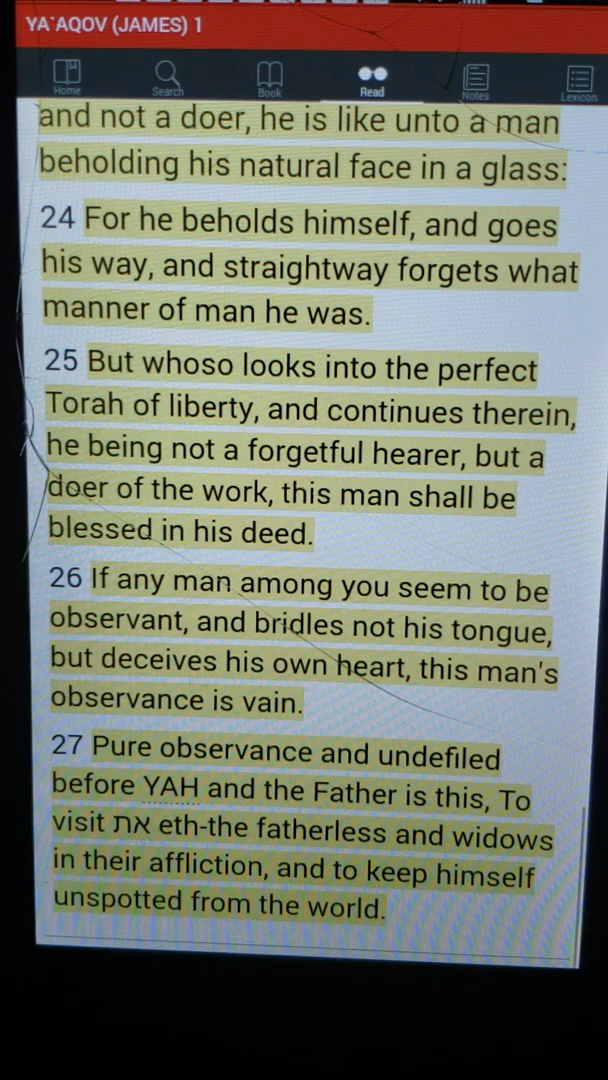 YA`AQOV (JAMES) 1
Home Search Book Read Notes Lexicon
and not a doer, he is like unto a man
beholding his natural face in a glass:
24 For he beholds himself, and goes
his way, and straightway forgets what
manner of man he was.
25 But whoso looks into the perfect
Torah of liberty, and continues therein,
he being not a forgetful hearer, but a
doer of the work, this man shall be
blessed in his deed.
26 If any man among you seem to be
observant, and bridles not his tongue,
but deceives his own heart, this man's
observance is vain.
27 Pure observance and undefiled
before YAH and the Father is this, To
visit את eth-the fatherless and widows
in their affliction, and to keep himself
unspotted from the world.